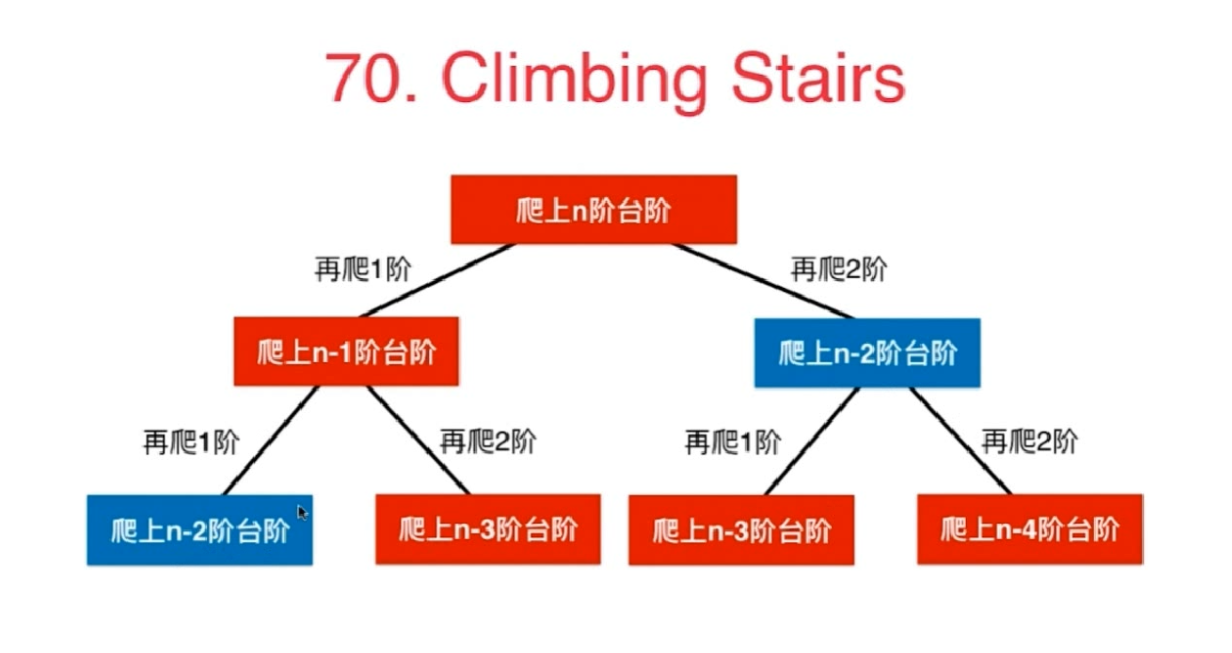 70. Climbing Stairs
爬上n阶台阶
再爬1阶
再爬2阶
爬上n-1阶台阶
爬上n-2阶台阶
再爬1阶
再爬2阶
再爬1阶
再爬2阶
爬上n-2阶台阶
爬上n-3阶台阶
爬上n-3阶台阶
爬上n-4阶台阶